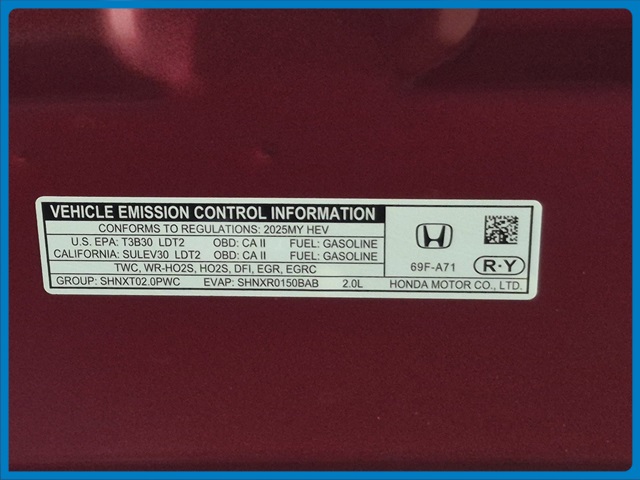 VEHICLE EMISSION CONTROL INFORMATION
CONFORMS TO REGULATIONS: 2025MY HEV
U.S. EPA: T3B30 LDT2 OBD: CA II FUEL: GASOLINE
CALIFORNIA: SULEV30 LDT2 OBD: CA II FUEL: GASOLINE
TWC, WR-HO2S, HO2S, DFI, EGR, EGRC
GROUP: SHNXT02.0PWC EVAP: SHNXR0150BAB 2.0L
69F-A71
R-Y
HONDA MOTOR CO., LTD.